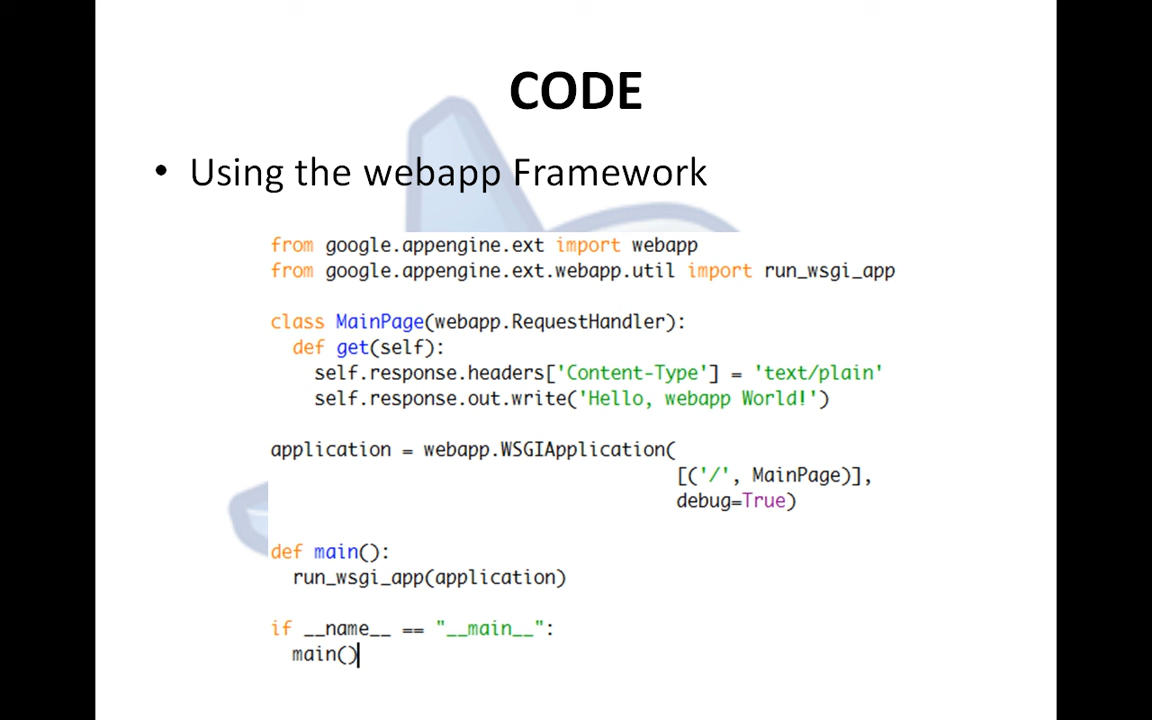 CODE
• Using the webapp Framework
from google.appengine.ext import webapp
from google.appengine.ext.webapp.util import run_wsgi_app
class MainPage(webapp.RequestHandler):
  def get(self):
    self.response.headers['Content-Type'] = 'text/plain'
    self.response.out.write('Hello, webapp World!')
application = webapp.WSGIApplication(
                                     [('/', MainPage)],
                                     debug=True)
def main():
  run_wsgi_app(application)
if __name__ == "__main__":
  main()